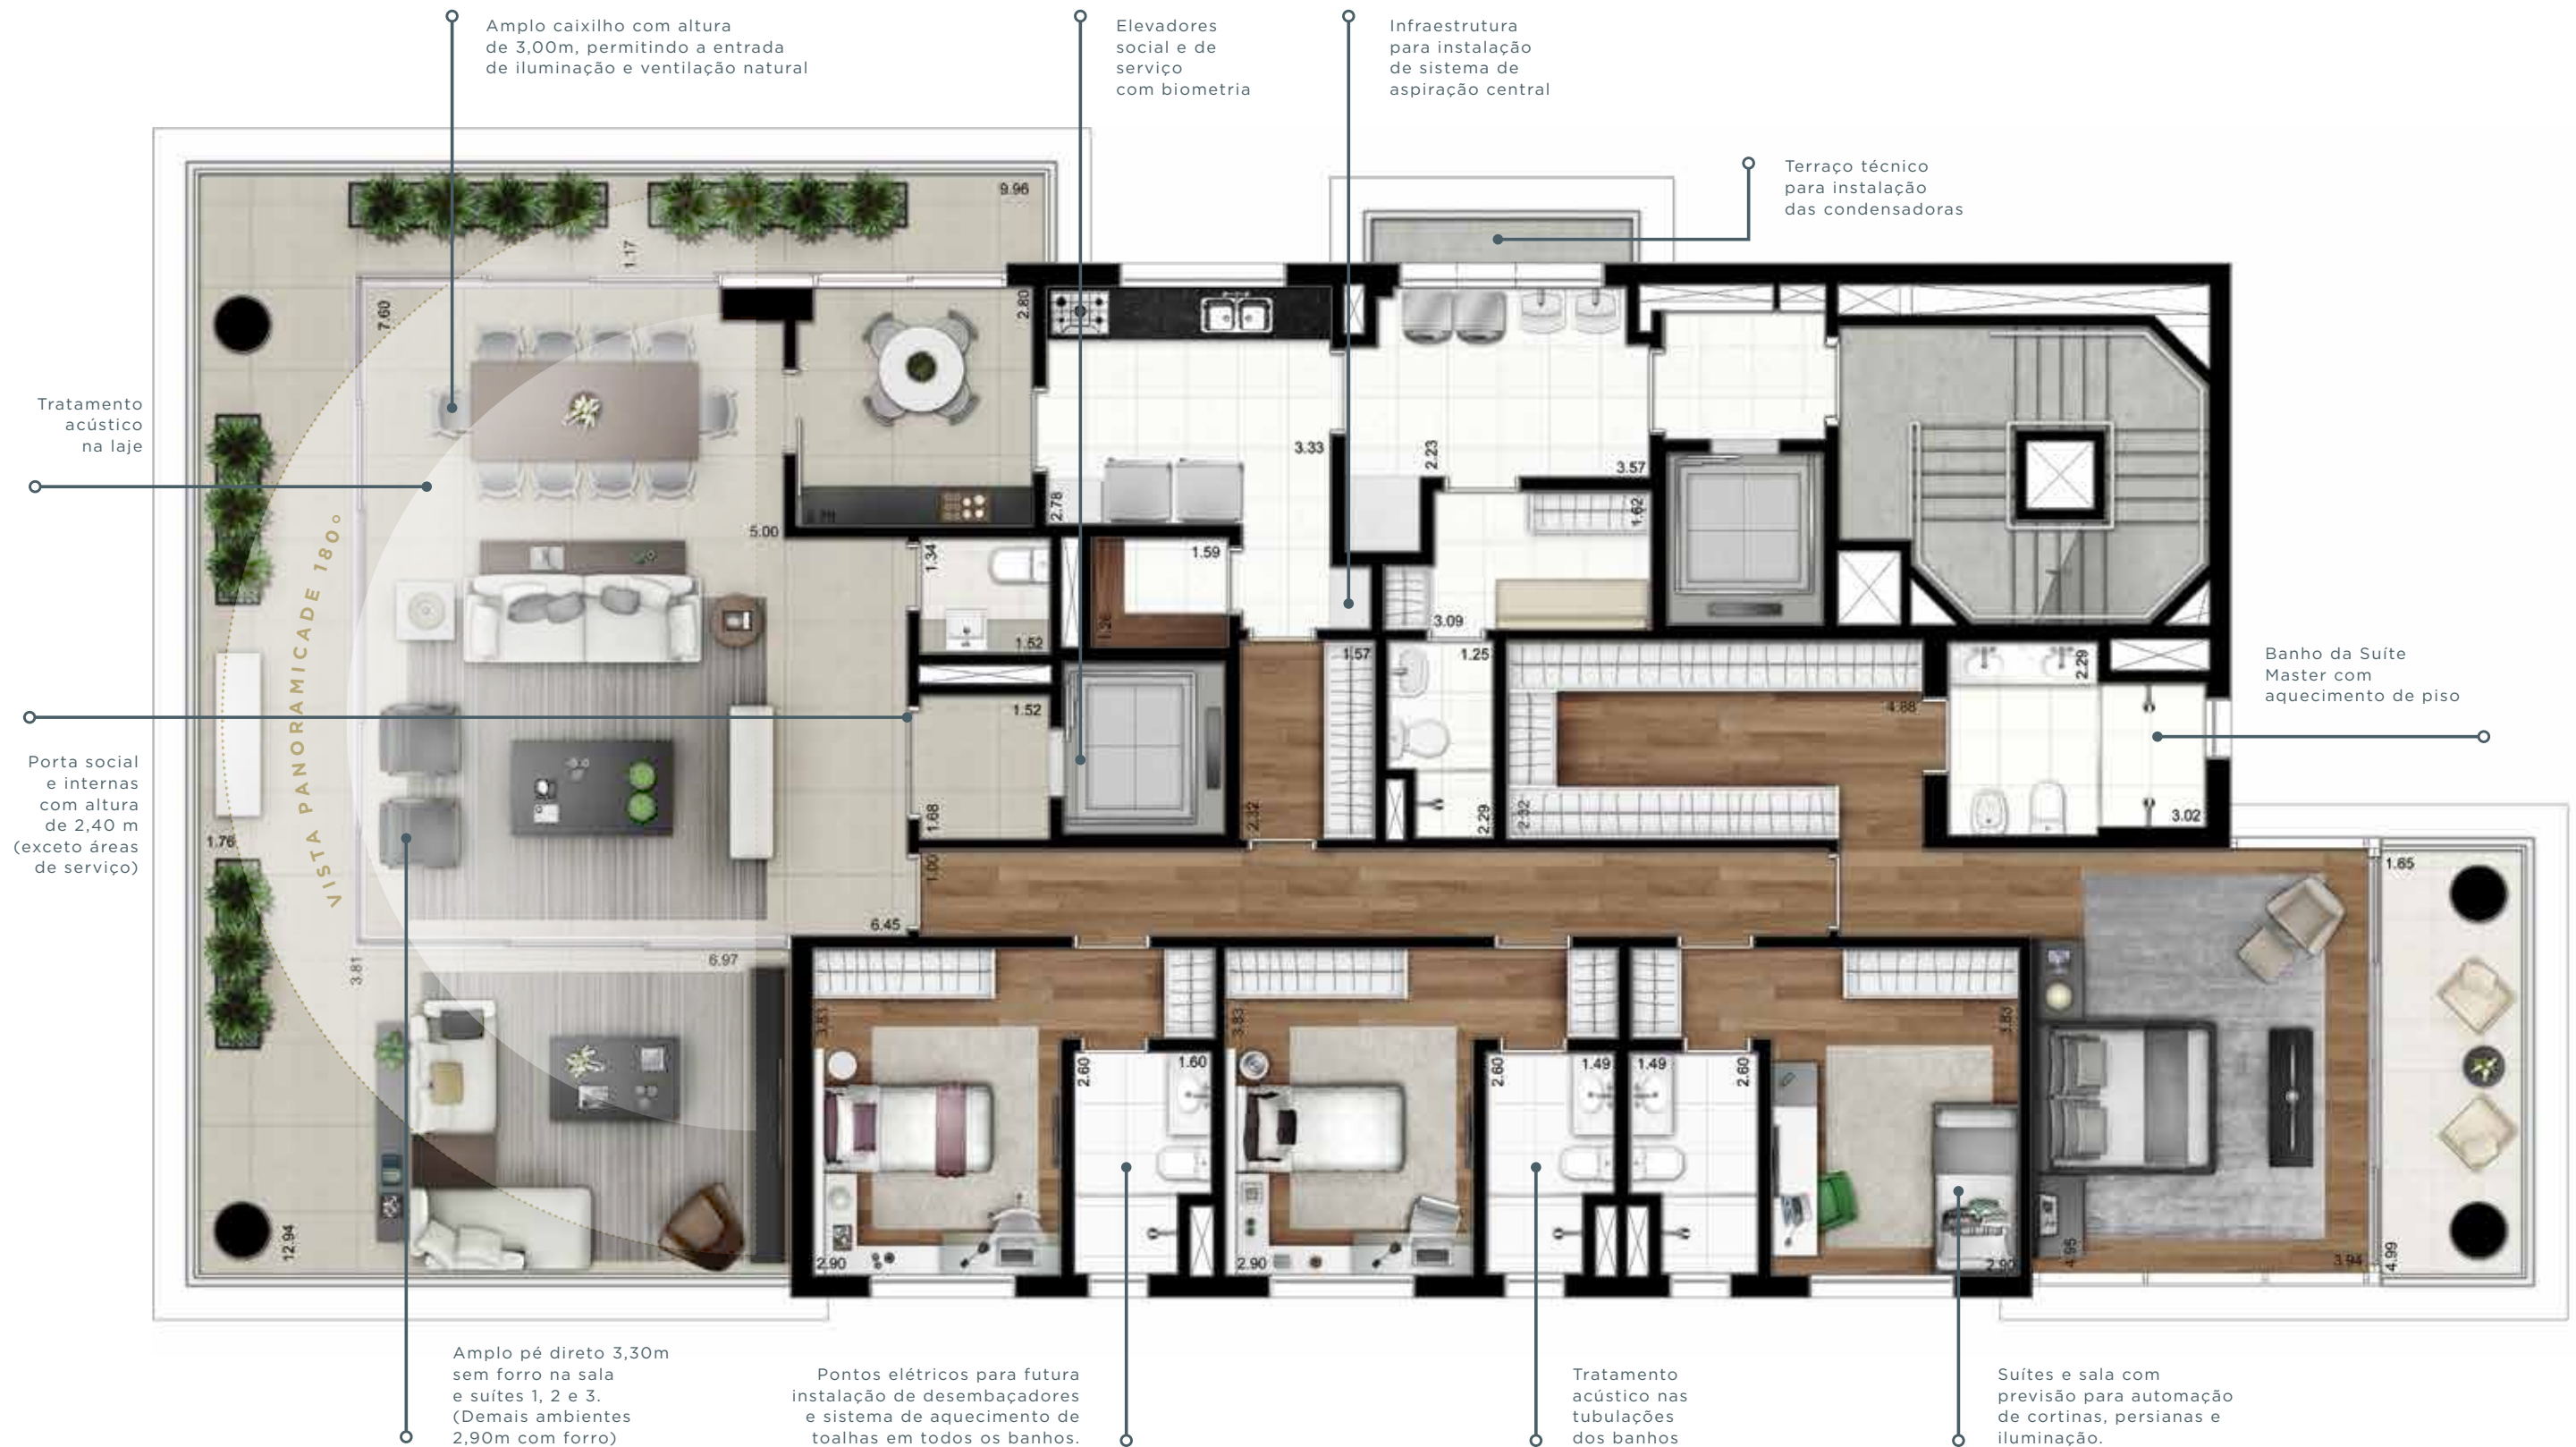 Amplo caixilho com altura
de 3,00m, permitindo a entrada
de iluminação e ventilação natural
Elevadores
social e de
serviço
com biometria
Infraestrutura
para instalação
de sistema de
aspiração central
Terraço técnico
para instalação
das condensadoras
Tratamento
acústico
na laje
Porta social
e internas
com altura
de 2,40 m
(exceto áreas
de serviço)
VISTA PANORAMICADE 180º
Banho da Suíte
Master com
aquecimento de piso
9.96
1.17
7.60
2.80
3.33
2.23
3.57
2.78
1.62
5.00
1.34
1.59
1.26
1.52
3.09
1.57
1.25
2.29
1.52
4.88
1.68
2.32
2.29
2.32
3.02
1.76
1.00
1.65
6.45
3.81
6.97
3.83
3.83
3.83
2.60
1.60
2.60
1.49
1.49
2.60
12.94
2.90
2.90
2.90
4.95
3.94
4.99
Amplo pé direto 3,30m
sem forro na sala
e suítes 1, 2 e 3.
(Demais ambientes
2,90m com forro)
Pontos elétricos para futura
instalação de desembaçadores
e sistema de aquecimento de
toalhas em todos os banhos.
Tratamento
acústico nas
tubulações
dos banhos
Suítes e sala com
previsão para automação
de cortinas, persianas e
iluminação.